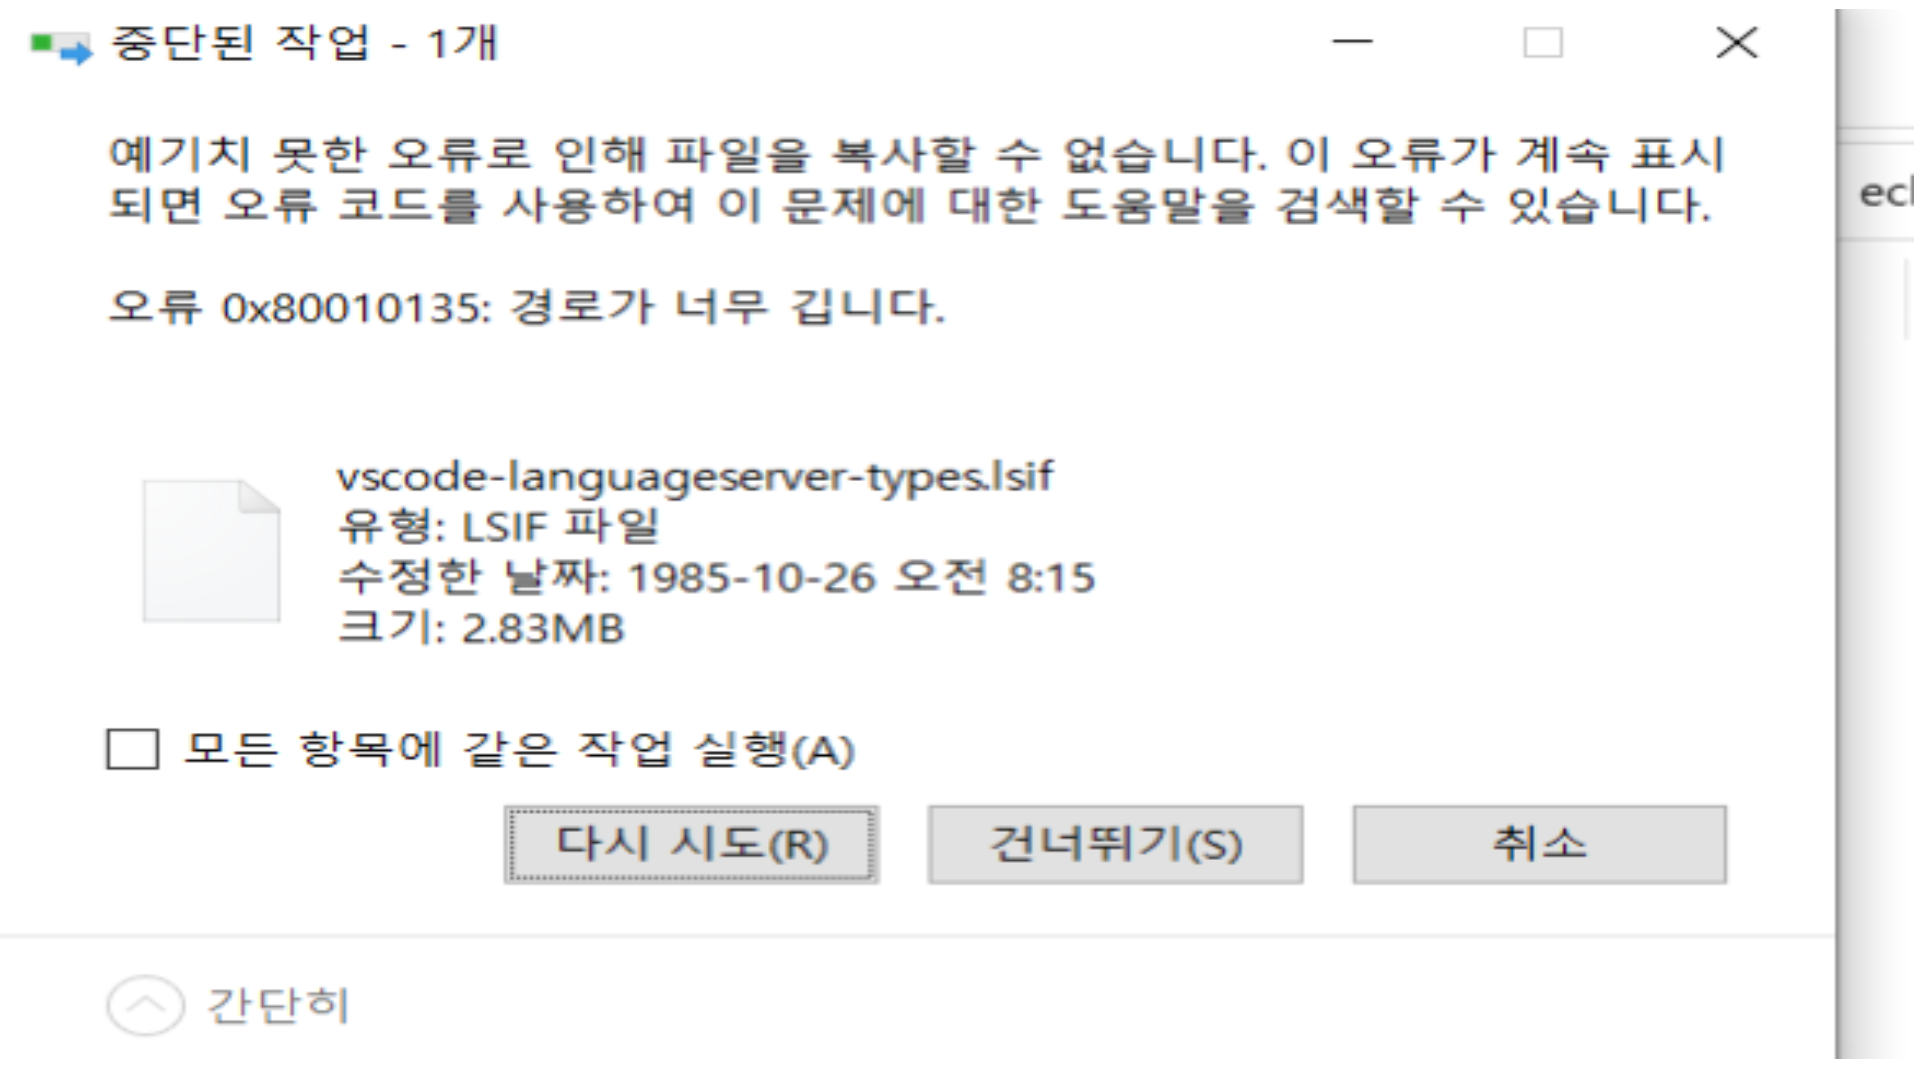 중단된 작업 - 1개
예기치 못한 오류로 인해 파일을 복사할 수 없습니다. 이 오류가 계속 표시
되면 오류 코드를 사용하여 이 문제에 대한 도움말을 검색할 수 있습니다.
오류 0x80010135: 경로가 너무 깁니다.
vscode-languageserver-types.lsif
유형: LSIF 파일
수정한 날짜: 1985-10-26 오전 8:15
크기: 2.83MB
모든 항목에 같은 작업 실행(A)
다시 시도(R) 건너뛰기(S) 취소
간단히